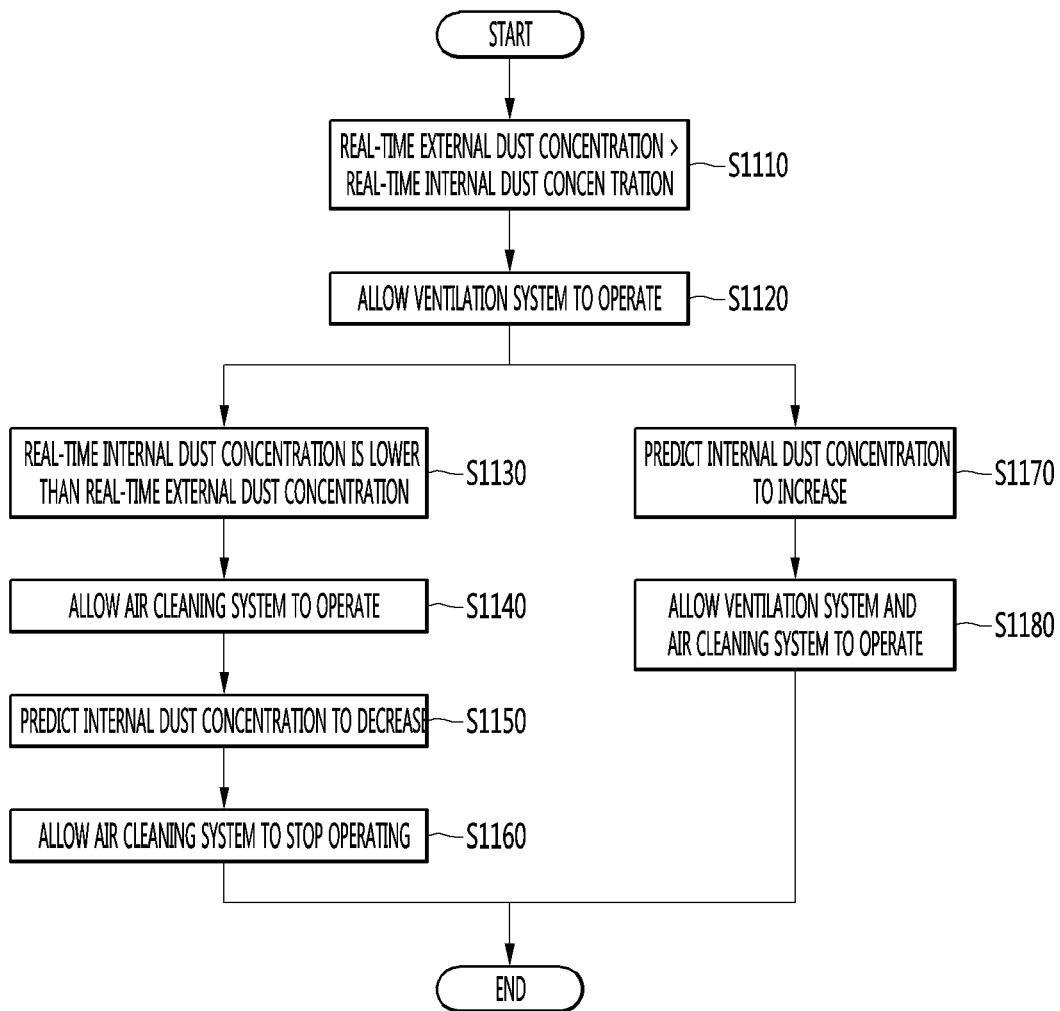 START
REAL-TIME EXTERNAL DUST CONCENTRATION >
REAL-TIME INTERNAL DUST CONCEN TRATION
S1110
ALLOW VENTILATION SYSTEM TO OPERATE
S1120
REAL-TIME INTERNAL DUST CONCENTRATION IS LOWER
THAN REAL-TIME EXTERNAL DUST CONCENTRATION
S1130
ALLOW AIR CLEANING SYSTEM TO OPERATE
S1140
PREDICT INTERNAL DUST CONCENTRATION TO DECREASE
S1150
ALLOW AIR CLEANING SYSTEM TO STOP OPERATING
S1160
PREDICT INTERNAL DUST CONCENTRATION
TO INCREASE
S1170
ALLOW VENTILATION SYSTEM AND
AIR CLEANING SYSTEM TO OPERATE
S1180
END